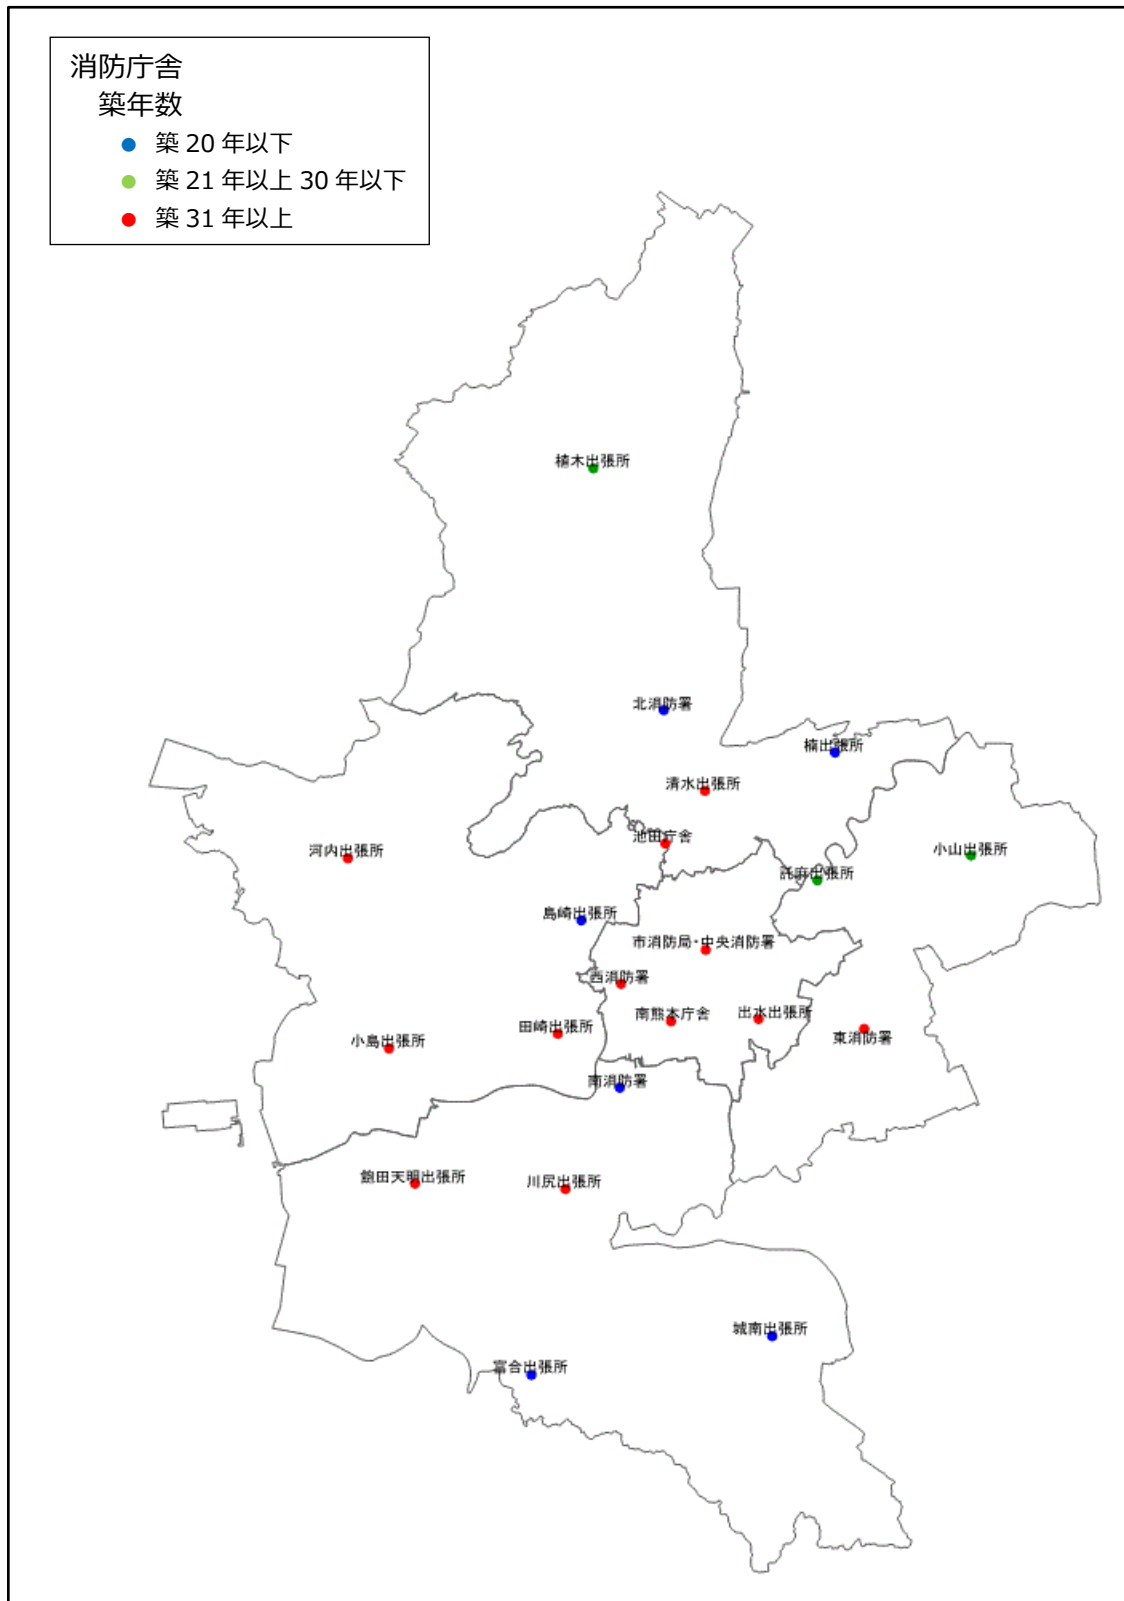 消防庁舎
築年数
築 20 年以下
築 21 年以上 30 年以下
築 31 年以上
植木出張所
北消防署
楠出張所
清水出張所
池田庁舎
河内出張所
小山出張所
託麻出張所
島崎出張所
市消防局・中央消防署
西消防署
南熊本庁舎
出水出張所
田崎出張所
東消防署
小島出張所
南消防署
飽田天明出張所
川尻出張所
城南出張所
富合出張所